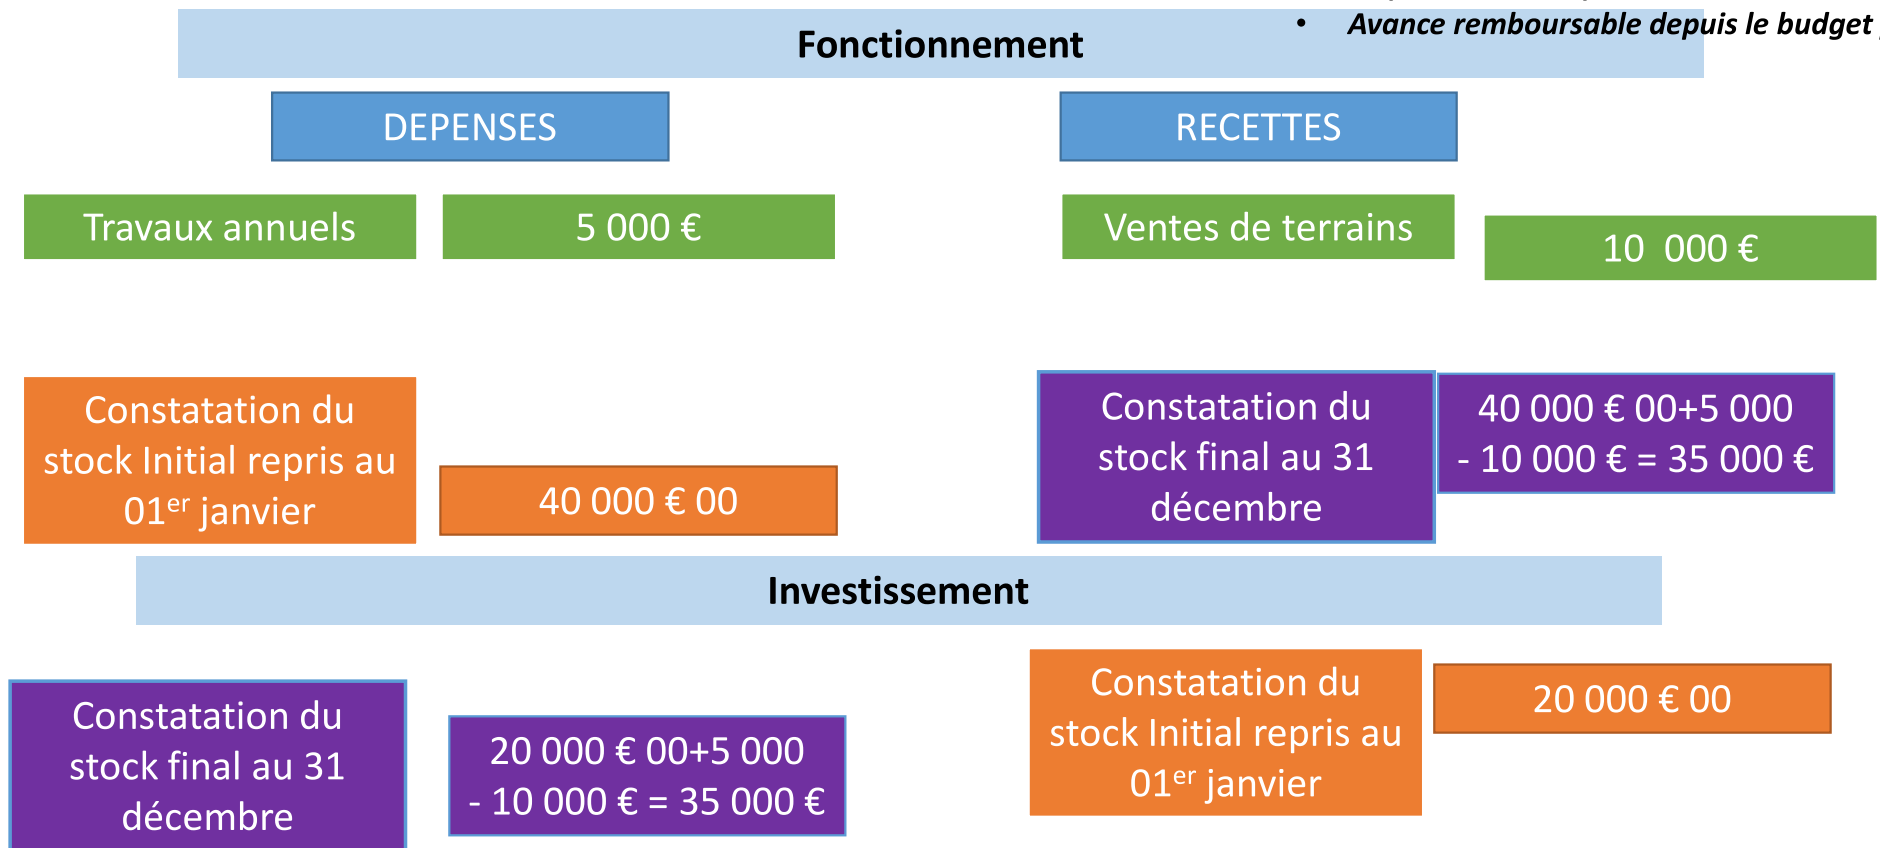 • Avance remboursable depuis le budget
Fonctionnement
DEPENSES
RECETTES
Travaux annuels
5 000 €
Ventes de terrains
10  000 €
Constatation du
stock Initial repris au
01er janvier
40 000 € 00
Constatation du
stock final au 31
décembre
40 000 € 00+5 000
- 10 000 € = 35 000 €
Investissement
Constatation du
stock final au 31
décembre
20 000 € 00+5 000
- 10 000 € = 35 000 €
Constatation du
stock Initial repris au
01er janvier
20 000 € 00